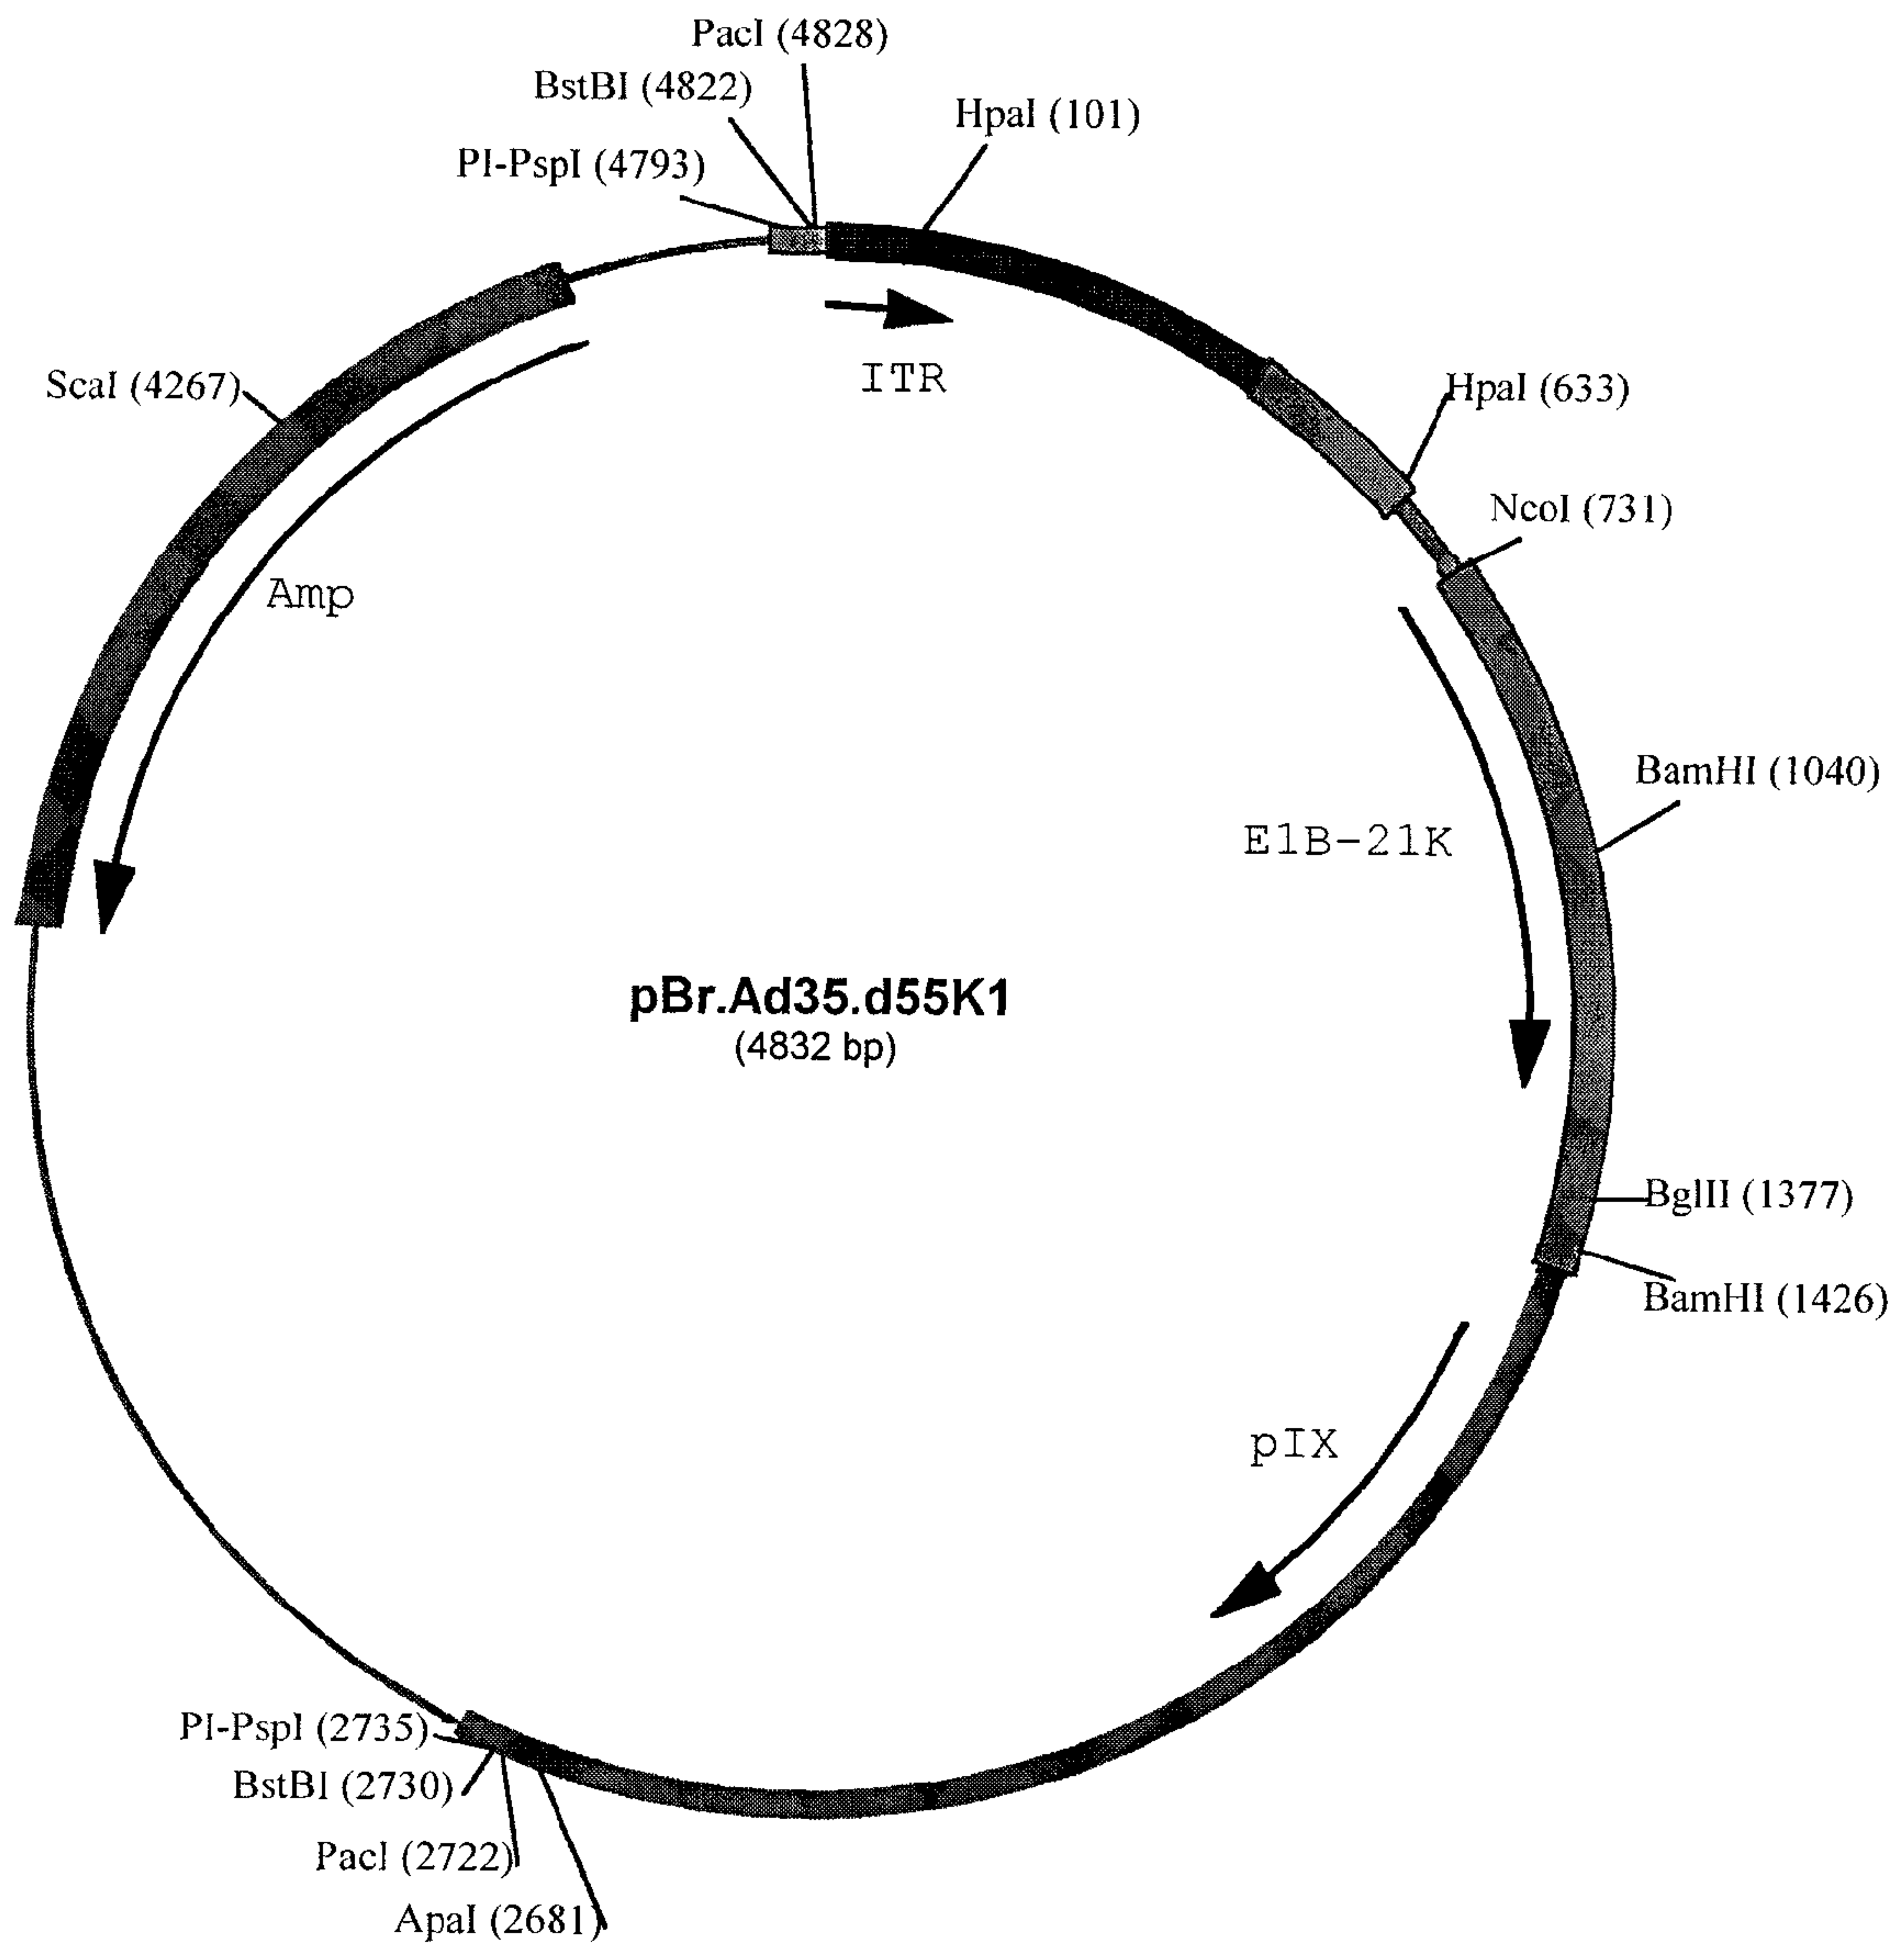 PacI (4828)
BstBI (4822)
HpaI (101)
PI-PspI (4793)
ITR
ScaI (4267)
HpaI (633)
NcoI (731)
Amp
BamHI (1040)
E1B-21K
pBr.Ad35.d55K1
(4832 bp)
BglII (1377)
BamHI (1426)
pIX
PI-PspI (2735)
BstBI (2730)
PacI (2722)
ApaI (2681)